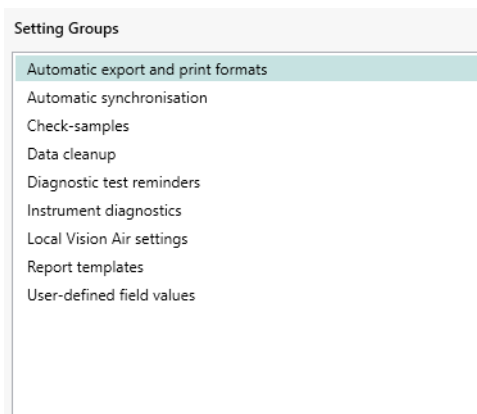 Setting Groups
Automatic export and print formats
Automatic synchronisation
Check-samples
Data cleanup
Diagnostic test reminders
Instrument diagnostics
Local Vision Air settings
Report templates
User-defined field values